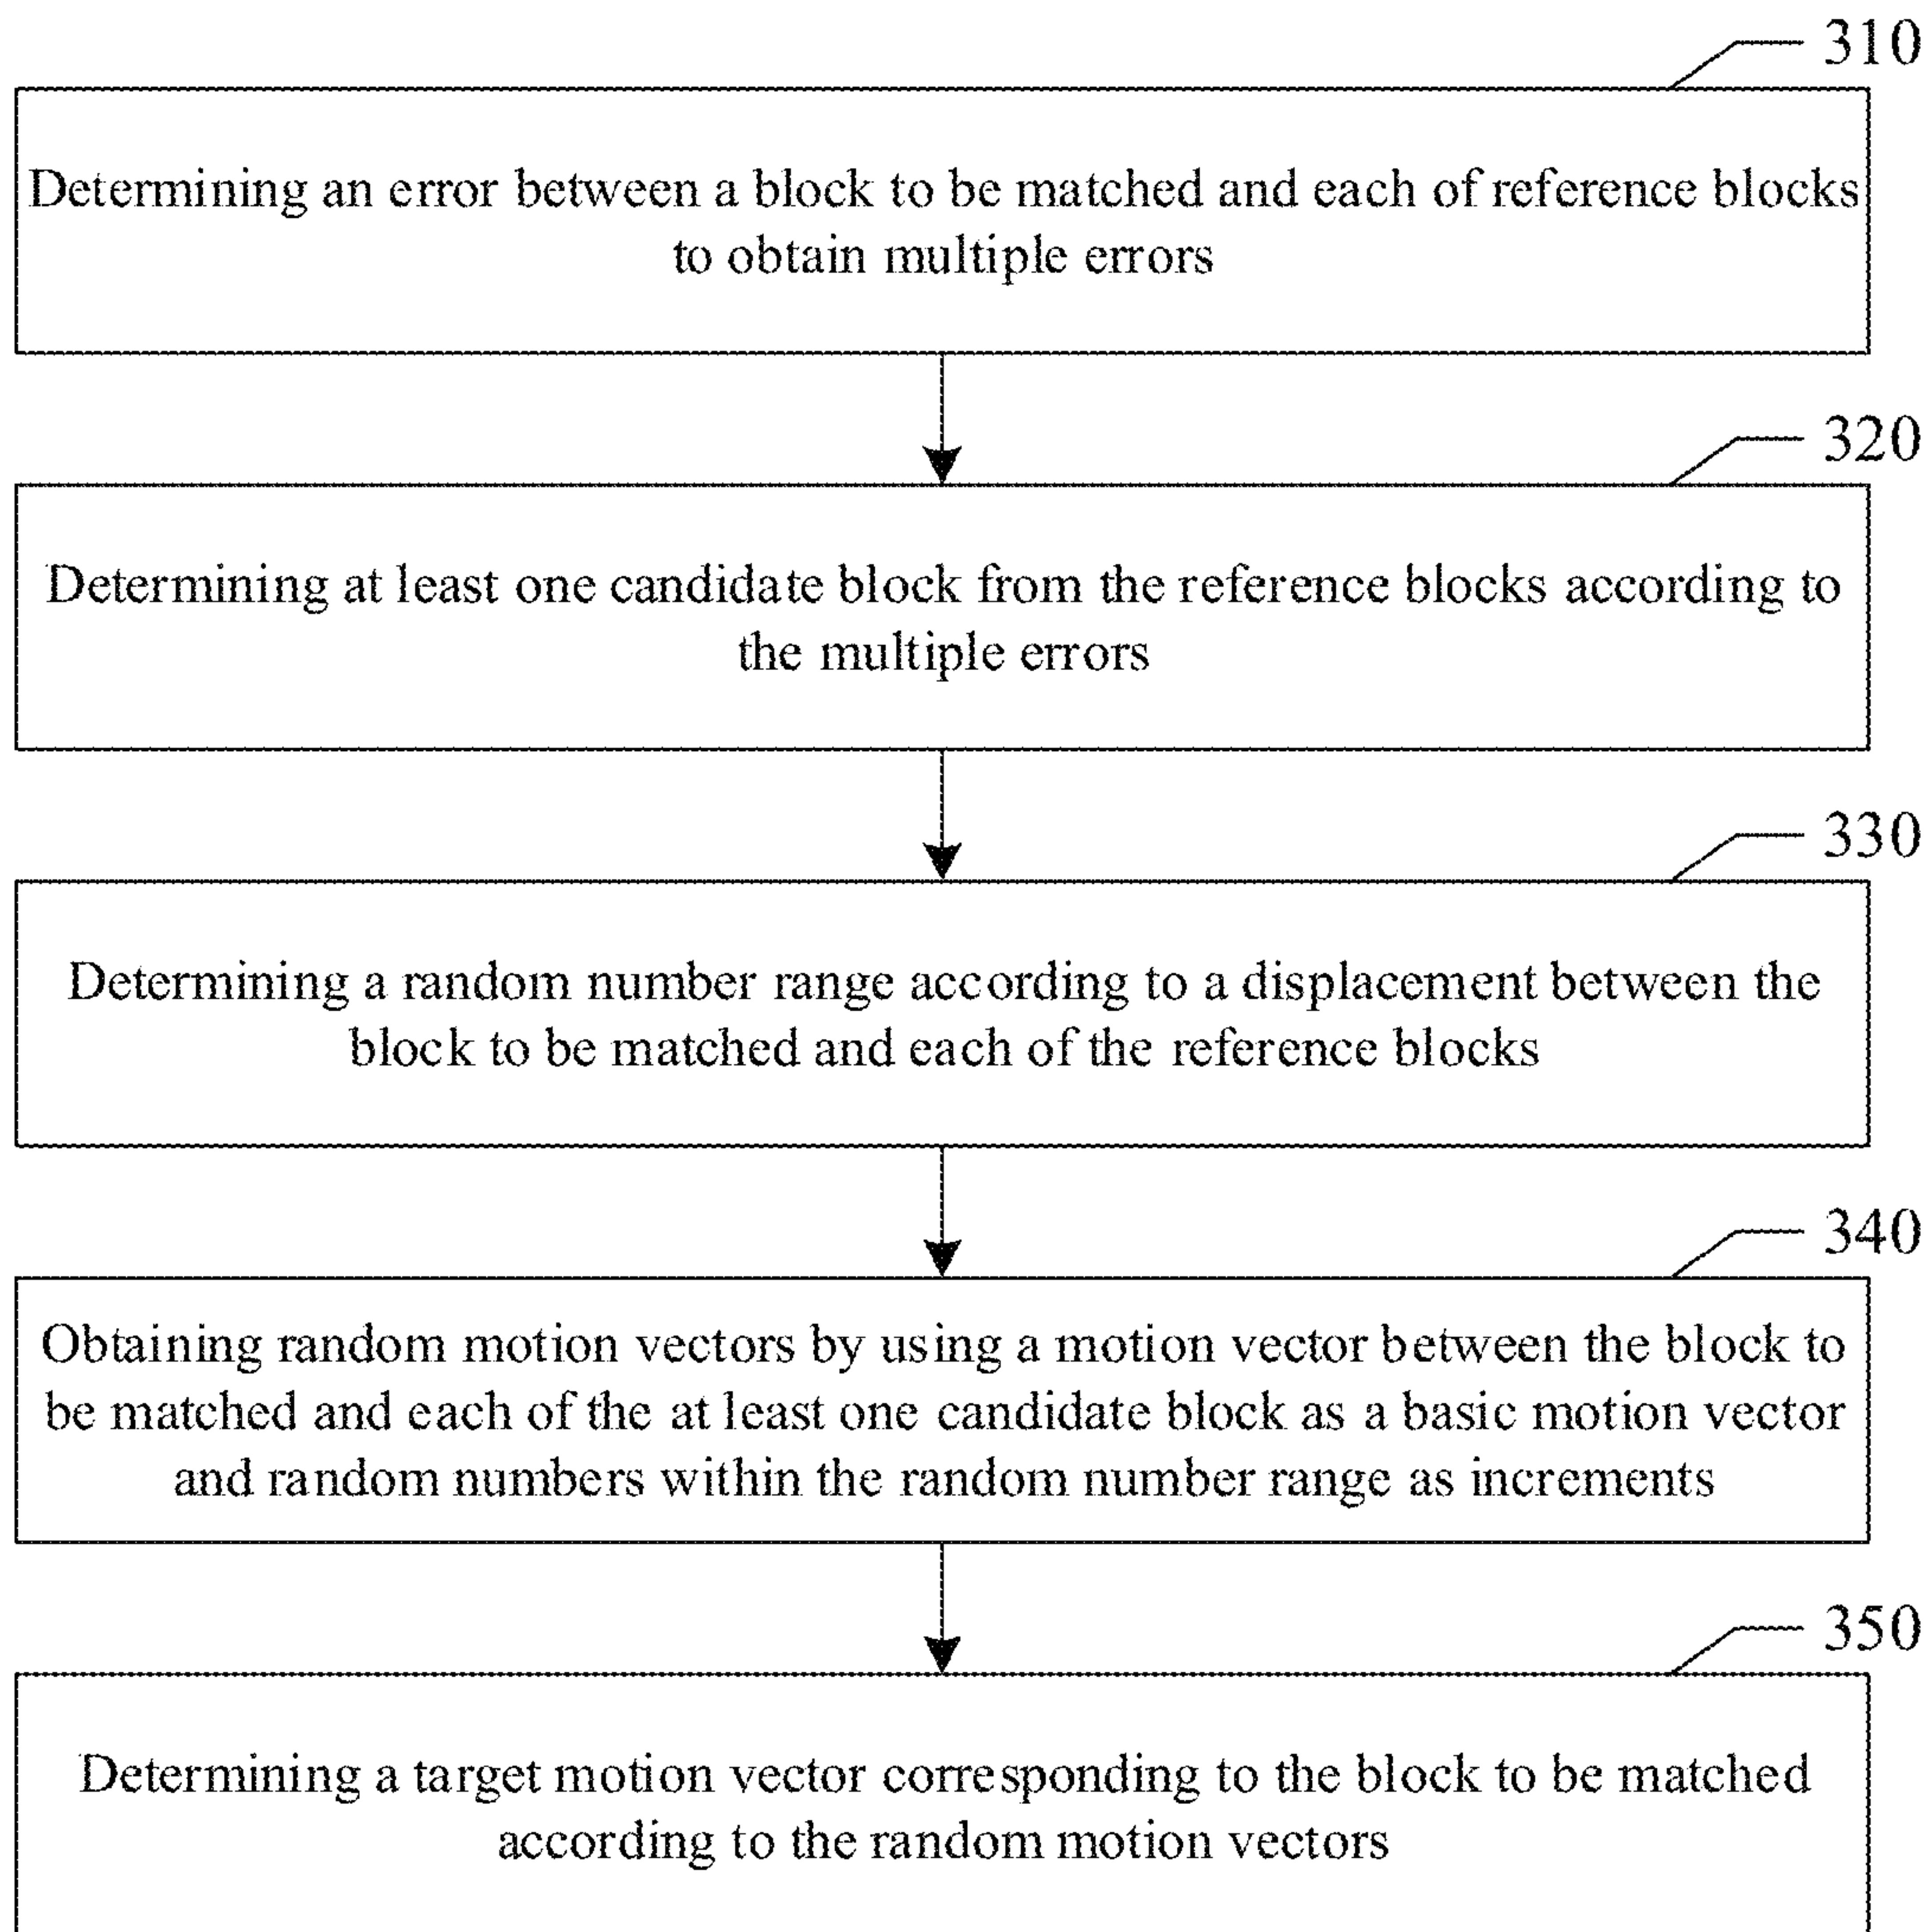 310
Determining an error between a block to be matched and each of reference blocks
to obtain multiple errors
320
Determining at least one candidate block from the reference blocks according to
the multiple errors
330
Determining a random number range according to a displacement between the
block to be matched and each of the reference blocks
340
Obtaining random motion vectors by using a motion vector between the block to
be matched and each of the at least one candidate block as a basic motion vector
and random numbers within the random number range as increments
350
Determining a target motion vector corresponding to the block to be matched
according to the random motion vectors